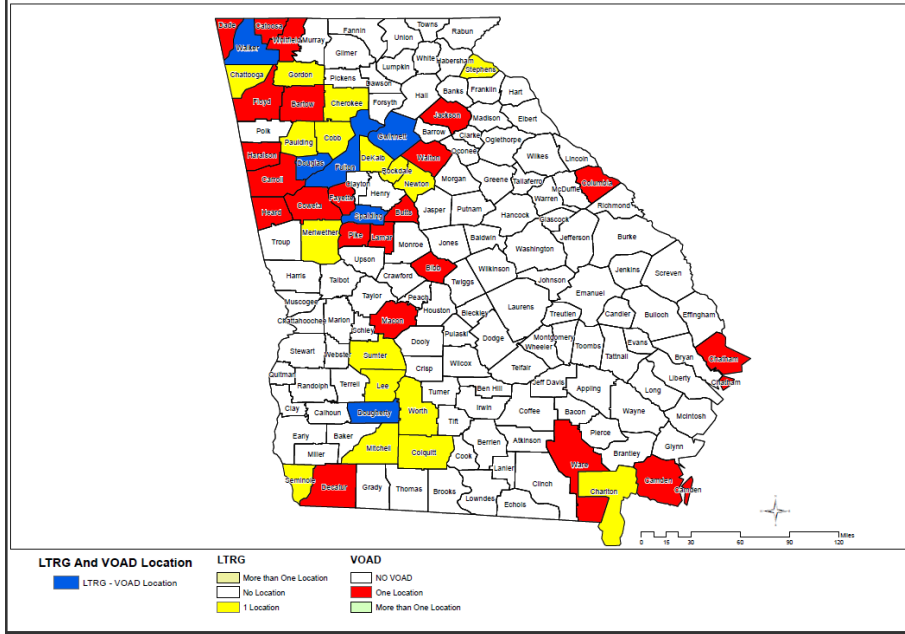 Towns
Rabun
Fannin
Union
Dade
Catoosa
Murray
Whitfield
Walker
Gilmer
White
Habersham
Lumpkin
Stephens
Chattooga
Gordon
Pickens
Dawson
Hall
Banks
Franklin
Hart
Floyd
Bartow
Cherokee
Forsyth
Jackson
Madison
Elbert
Polk
Paulding
Cobb
Gwinnett
Barrow
Clarke
Oglethorpe
Oconee
Wilkes
Lincoln
Haralson
Douglas
Fulton
DeKalb
Walton
Rockdale
Newton
Morgan
Greene
Taliaferro
McDuffie
Columbia
Carroll
Clayton
Henry
Fayette
Warren
Richmond
Heard
Coweta
Spalding
Butts
Jasper
Putnam
Hancock
Glascock
Troup
Meriwether
Pike
Lamar
Monroe
Jones
Baldwin
Washington
Jefferson
Burke
Upson
Bibb
Wilkinson
Johnson
Jenkins
Screven
Harris
Talbot
Crawford
Twiggs
Emanuel
Muscogee
Taylor
Peach
Houston
Bleckley
Laurens
Treutlen
Candler
Bulloch
Effingham
Chattahoochee
Marion
Schley
Macon
Dooly
Pulaski
Dodge
Montgomery
Wheeler
Toombs
Tattnall
Evans
Bryan
Chatham
Chatham
Stewart
Webster
Sumter
Crisp
Wilcox
Telfair
Liberty
Quitman
Randolph
Terrell
Lee
Turner
Ben Hill
Jeff Davis
Appling
Long
Clay
Calhoun
Dougherty
Worth
Tift
Irwin
Coffee
Bacon
Wayne
McIntosh
Early
Baker
Mitchell
Colquitt
Cook
Berrien
Atkinson
Pierce
Brantley
Glynn
Miller
Lanier
Ware
Seminole
Decatur
Grady
Thomas
Brooks
Lowndes
Echols
Clinch
Charlton
Camden
Camden
0 15 30 60 90 120
Miles
LTRG And VOAD Location
LTRG - VOAD Location
LTRG
More than One Location
No Location
1 Location
VOAD
NO VOAD
One Location
More than One Location